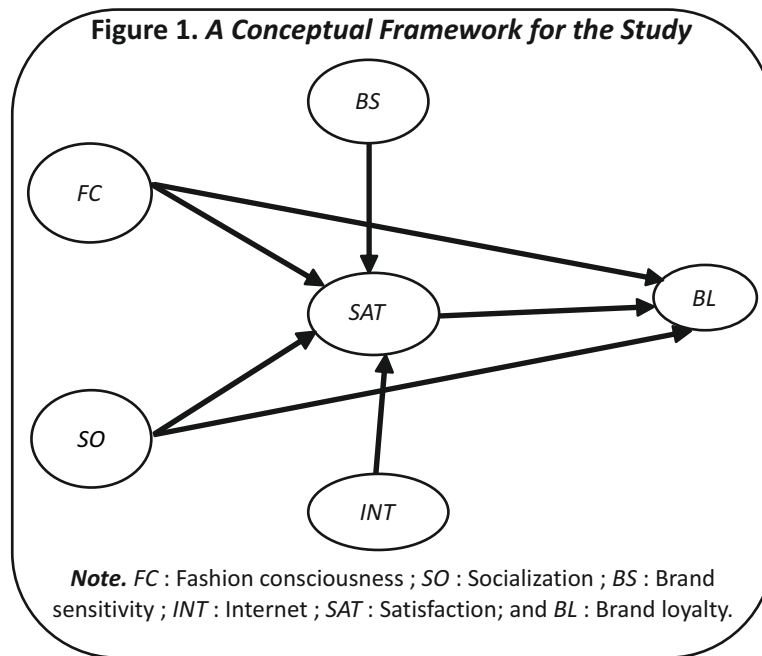 Figure 1. A Conceptual Framework for the Study
BS
FC
SAT
BL
SO
INT
Note. FC : Fashion consciousness ; SO : Socialization ; BS : Brand
sensitivity ; INT : Internet ; SAT : Satisfaction; and BL : Brand loyalty.